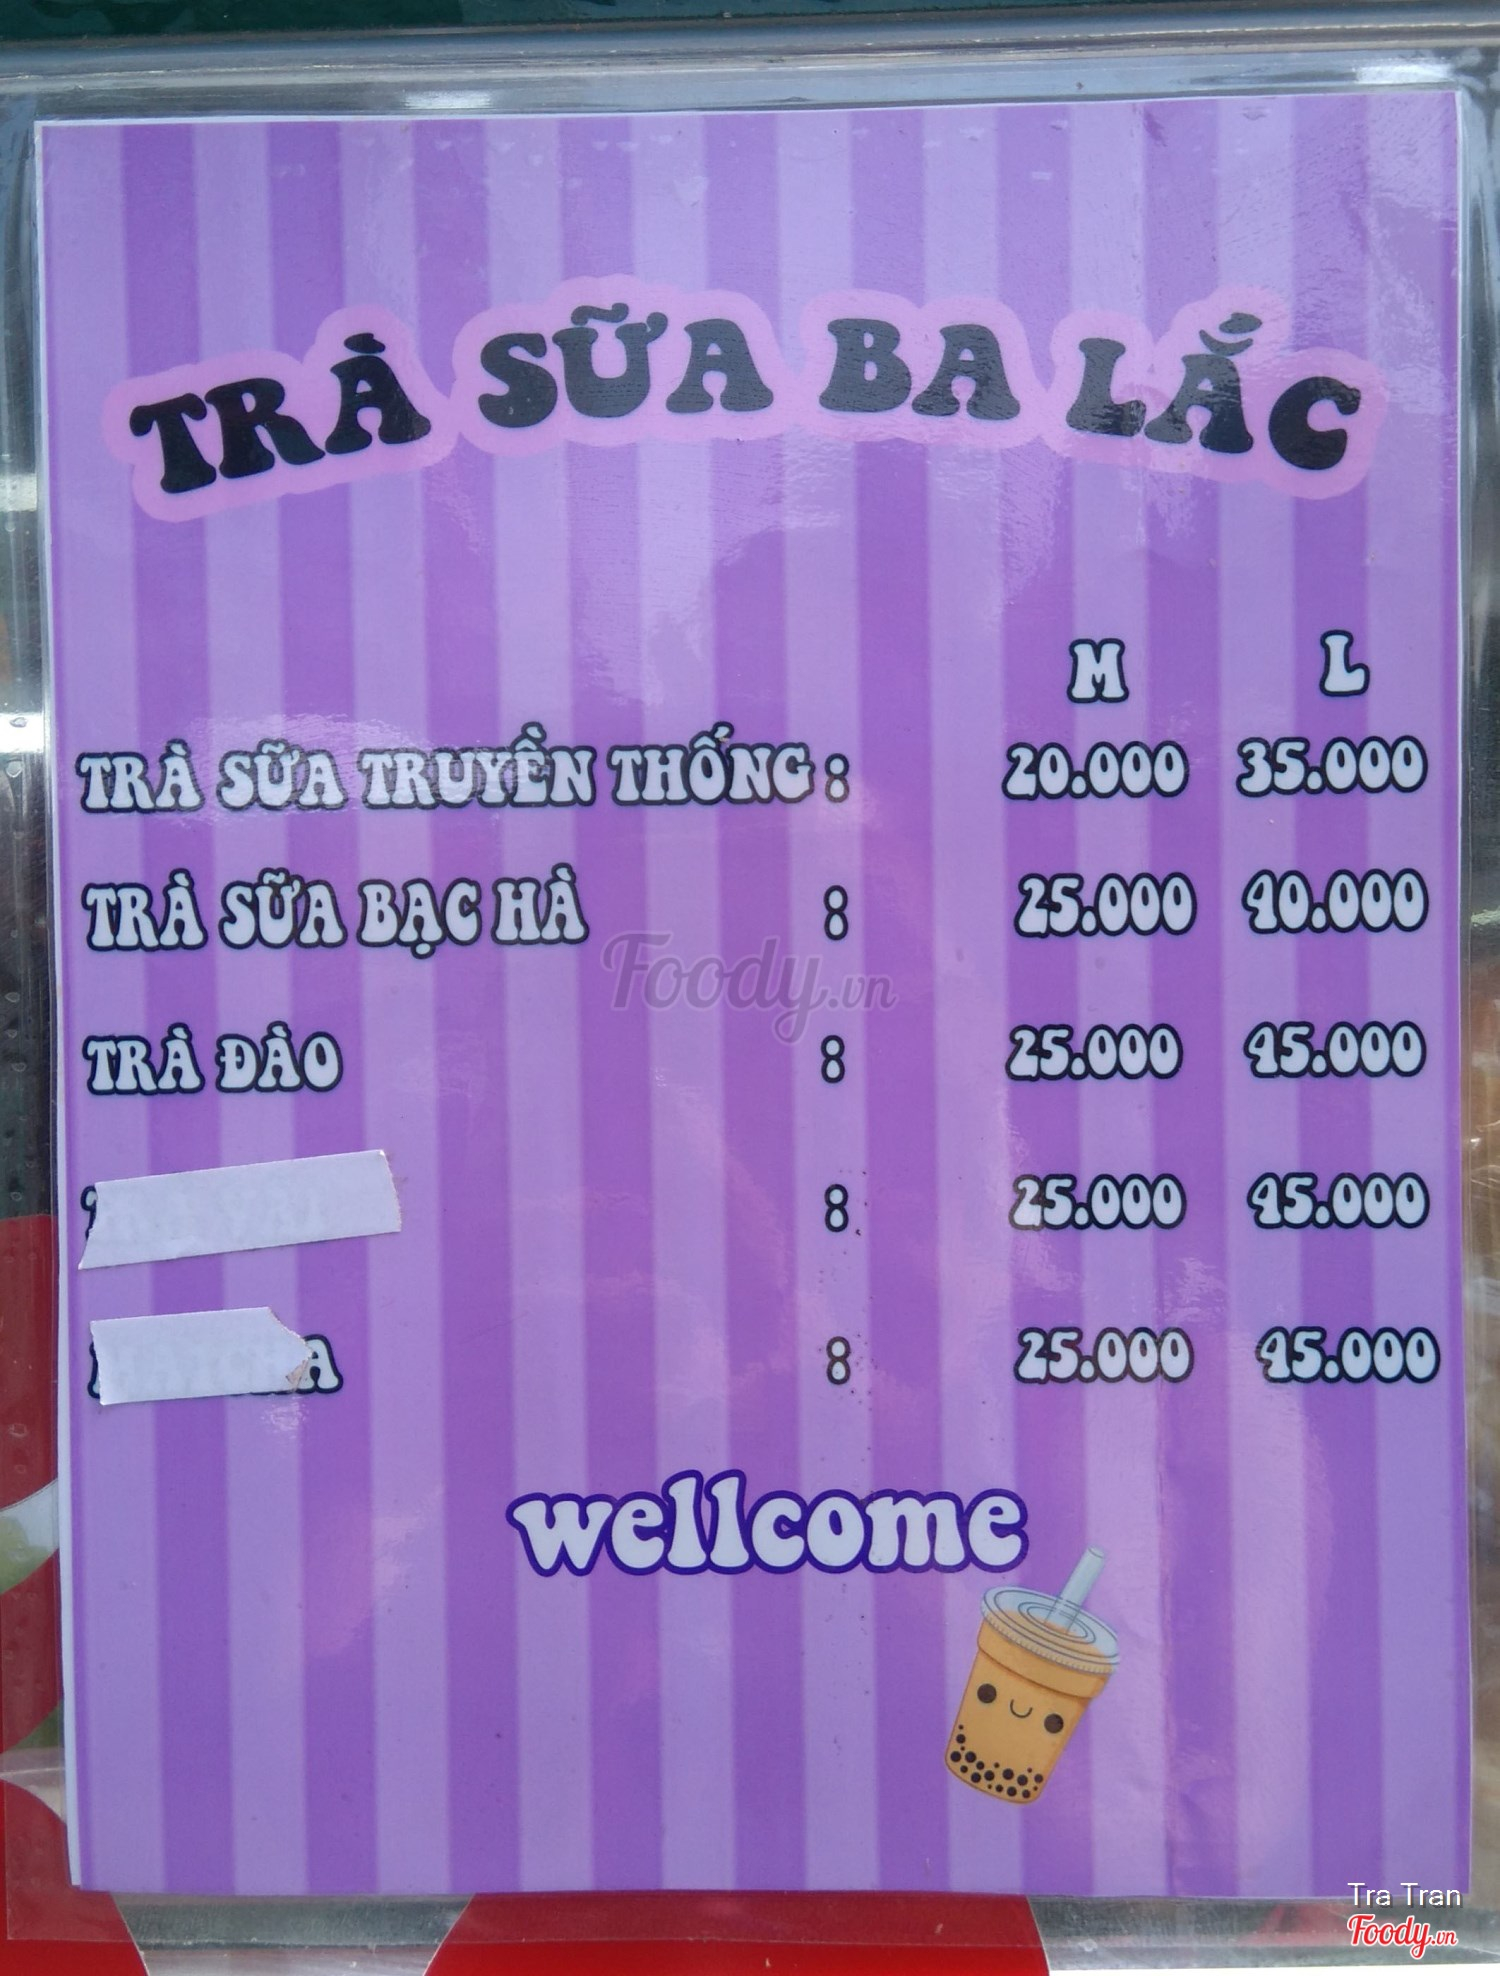 TRÀ SỮA BA LẮC
M L
TRÀ SỮA TRUYỀN THỐNG : 20.000 35.000
TRÀ SỮA BẠC HÀ : 25.000 40.000
Foody.vn
TRÀ ĐÀO : 25.000 45.000
: 25.000 45.000
: 25.000 45.000
wellcome
Tra Tran
Foody.vn